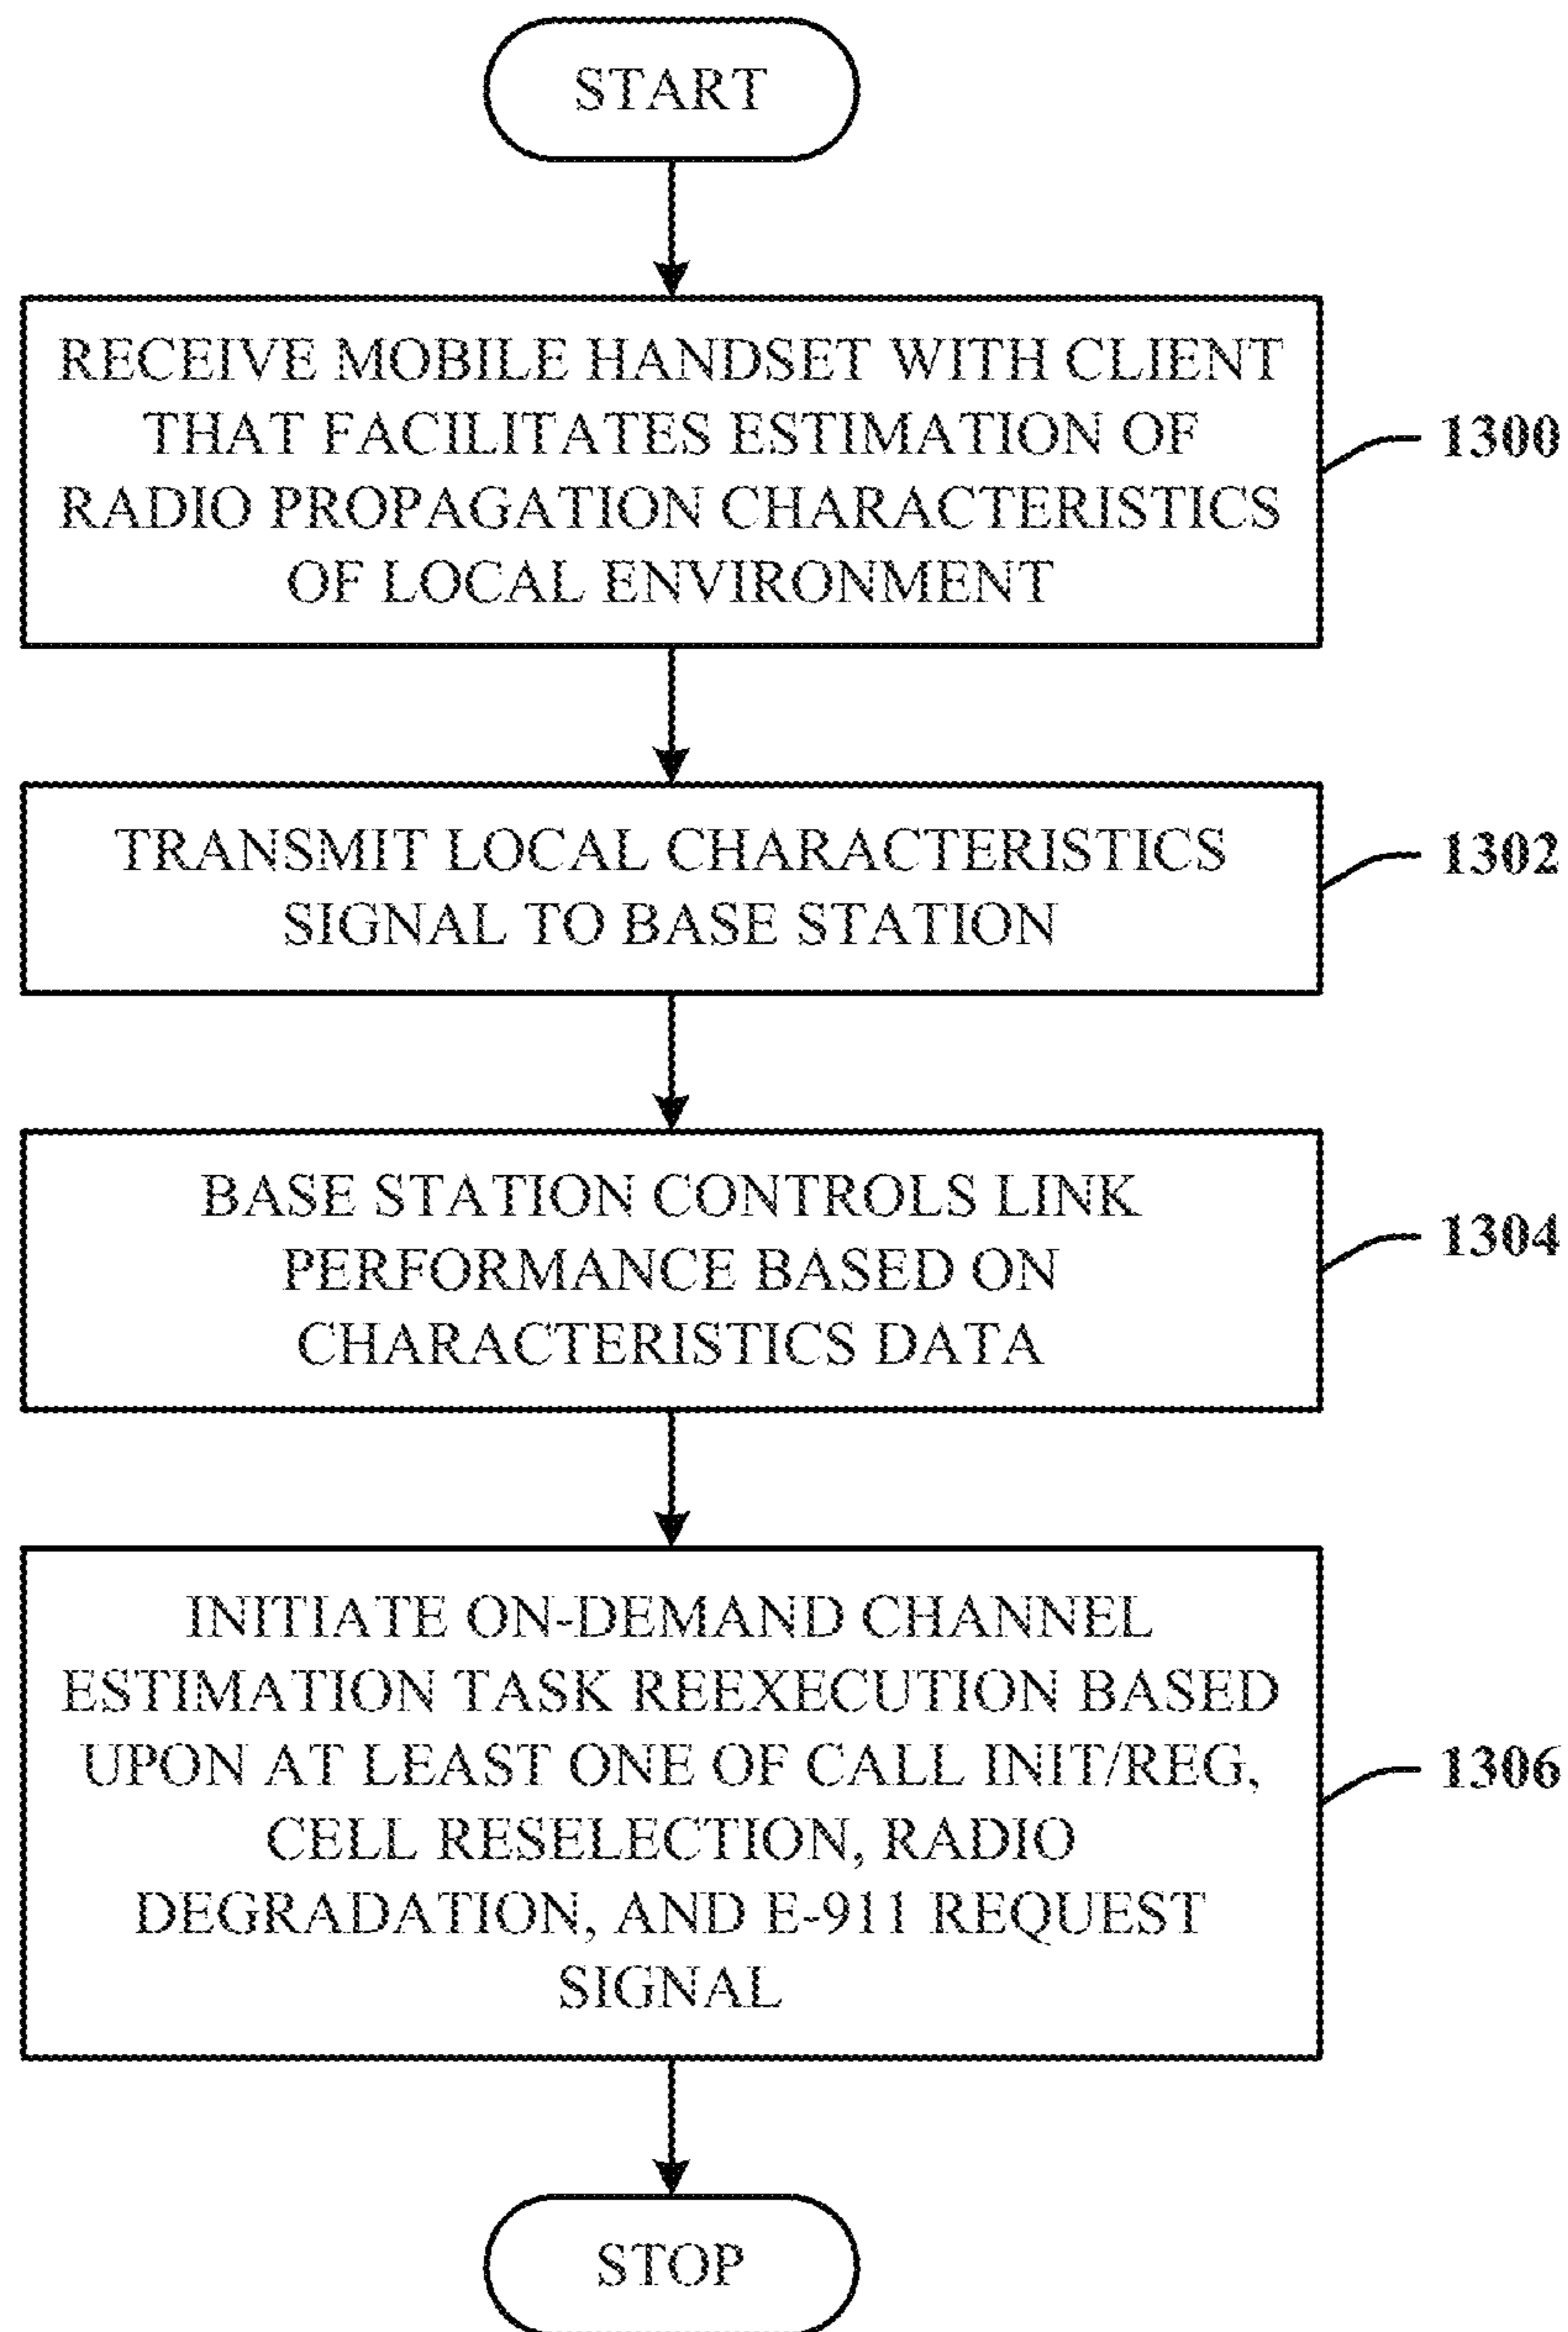 START
RECEIVE MOBILE HANDSET WITH CLIENT
THAT FACILITATES ESTIMATION OF
RADIO PROPAGATION CHARACTERISTICS
OF LOCAL ENVIRONMENT
1300
TRANSMIT LOCAL CHARACTERISTICS
SIGNAL TO BASE STATION
1302
BASE STATION CONTROLS LINK
PERFORMANCE BASED ON
CHARACTERISTICS DATA
1304
INITIATE ON-DEMAND CHANNEL
ESTIMATION TASK REEXECUTION BASED
UPON AT LEAST ONE OF CALL INIT/REG,
CELL RESELECTION, RADIO
DEGRADATION, AND E-911 REQUEST
SIGNAL
1306
STOP